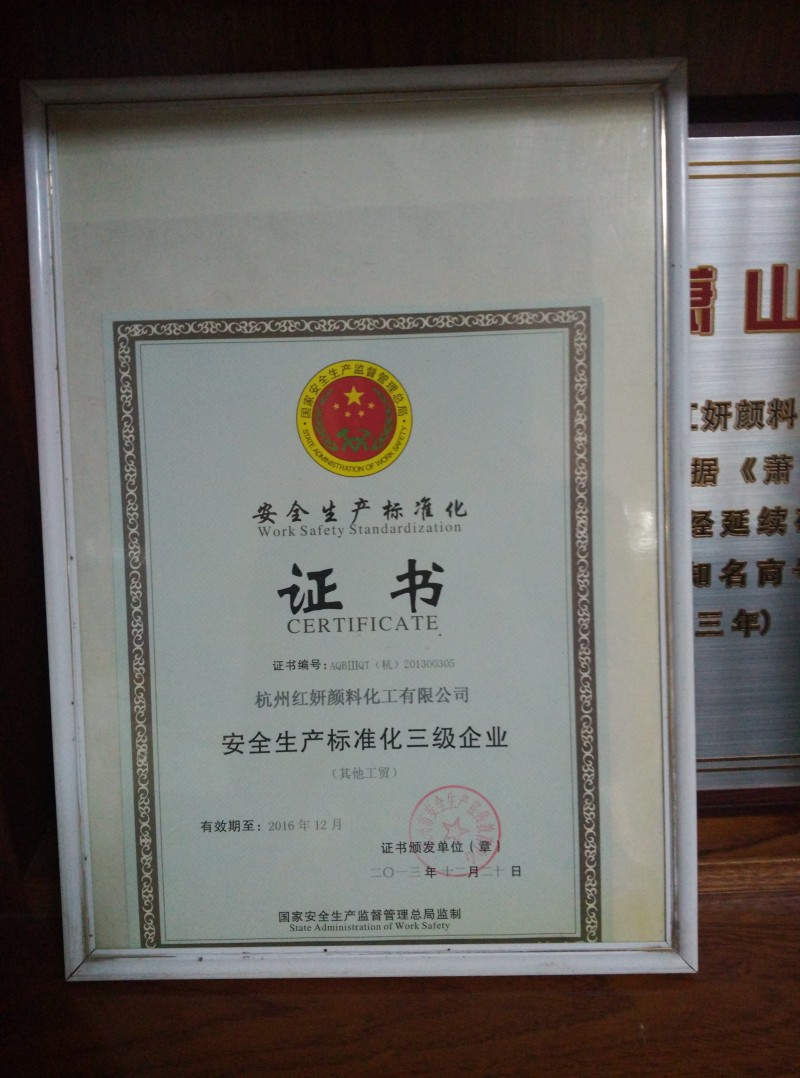 国家安全生产监督管理总局
STATE ADMINISTRATION OF WORK SAFETY
安全生产标准化
Work Safety Standardization
证书
CERTIFICATE
证书编号：AQBⅢQT（杭）201300305
杭州红妍颜料化工有限公司
安全生产标准化三级企业
（其他工贸）
有效期至：2016年12月
证书颁发单位（章）
二〇一三年十二月二十日
国家安全生产监督管理总局监制
State Administration of Work Safety
萧山
红妍颜料
据《萧
经延续
知名商号
三年）